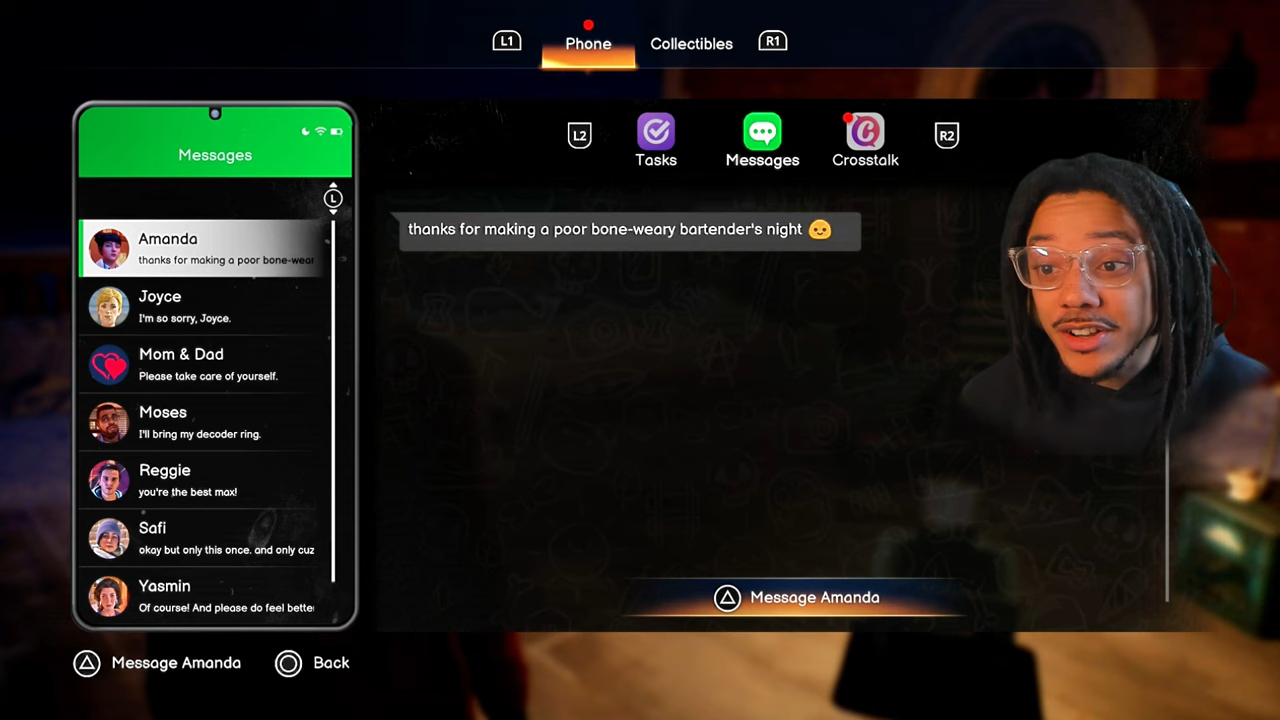 L1
Phone
Collectibles
R1
Messages
L2
Tasks
Messages
Crosstalk
R2
L
Amanda
thanks for making a poor bone-wear
Joyce
I'm so sorry, Joyce.
Mom & Dad
Please take care of yourself.
Moses
I'll bring my decoder ring.
Reggie
you're the best max!
Safi
okay but only this once. and only cuz
Yasmin
Of course! And please do feel bette
thanks for making a poor bone-weary bartender's night
Message Amanda
Message Amanda
Back